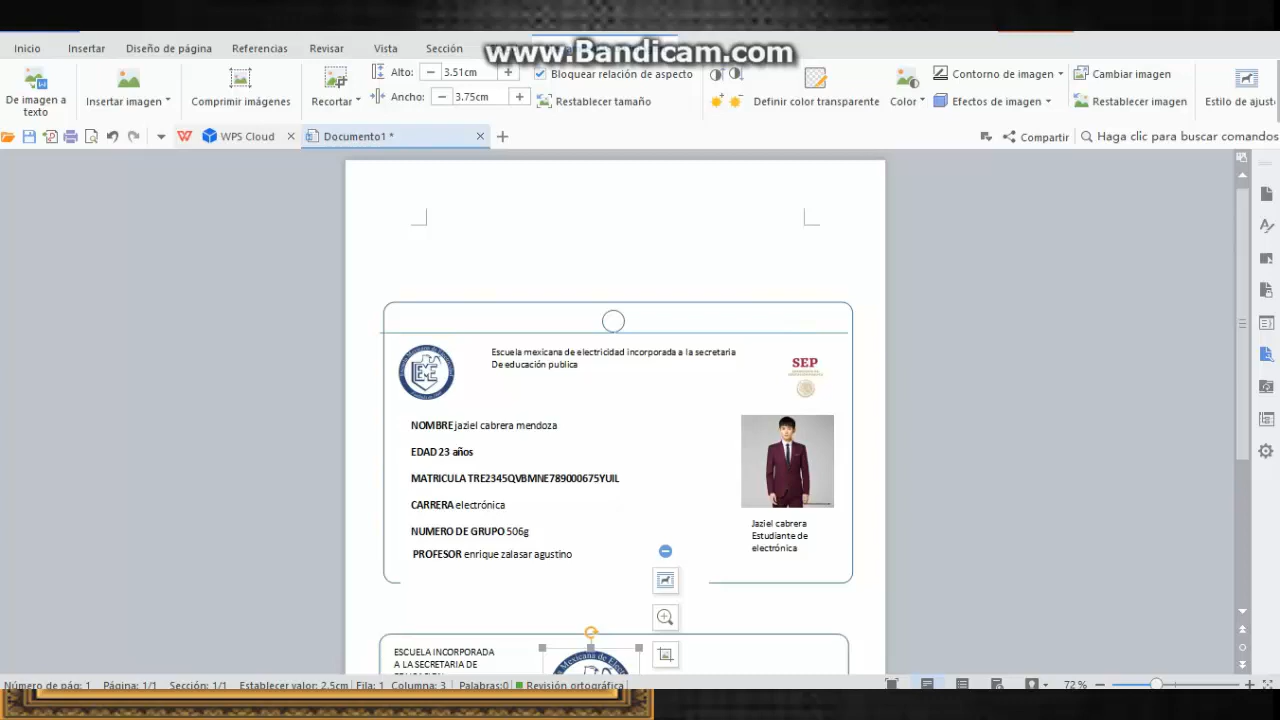 www.Bandicam.com
Inicio Insertar Diseño de página Referencias Revisar Vista Sección
De imagen a texto
Insertar imagen
Comprimir imágenes
Recortar
Alto: 3.51cm
Ancho: 3.75cm
Bloquear relación de aspecto
Restablecer tamaño
Definir color transparente
Color
Contorno de imagen
Efectos de imagen
Cambiar imagen
Restablecer imagen
Estilo de ajust
WPS Cloud
Documento1 *
Compartir
Haga clic para buscar comandos
Escuela mexicana de electricidad incorporada a la secretaria
De educación publica
SEP
NOMBRE jaziel cabrera mendoza
EDAD 23 años
MATRICULA TRE2345QVBMNE789000675YUIL
CARRERA electrónica
NUMERO DE GRUPO 506g
PROFESOR enrique zalasar agustino
Jaziel cabrera
Estudiante de
electrónica
ESCUELA INCORPORADA
A LA SECRETARIA DE
Número de pág.: 1 Página: 1/1 Sección: 1/1 Establecer valor: 2.5cm Fila: 1 Columna: 3 Palabras:0 Revisión ortográfica 72 %